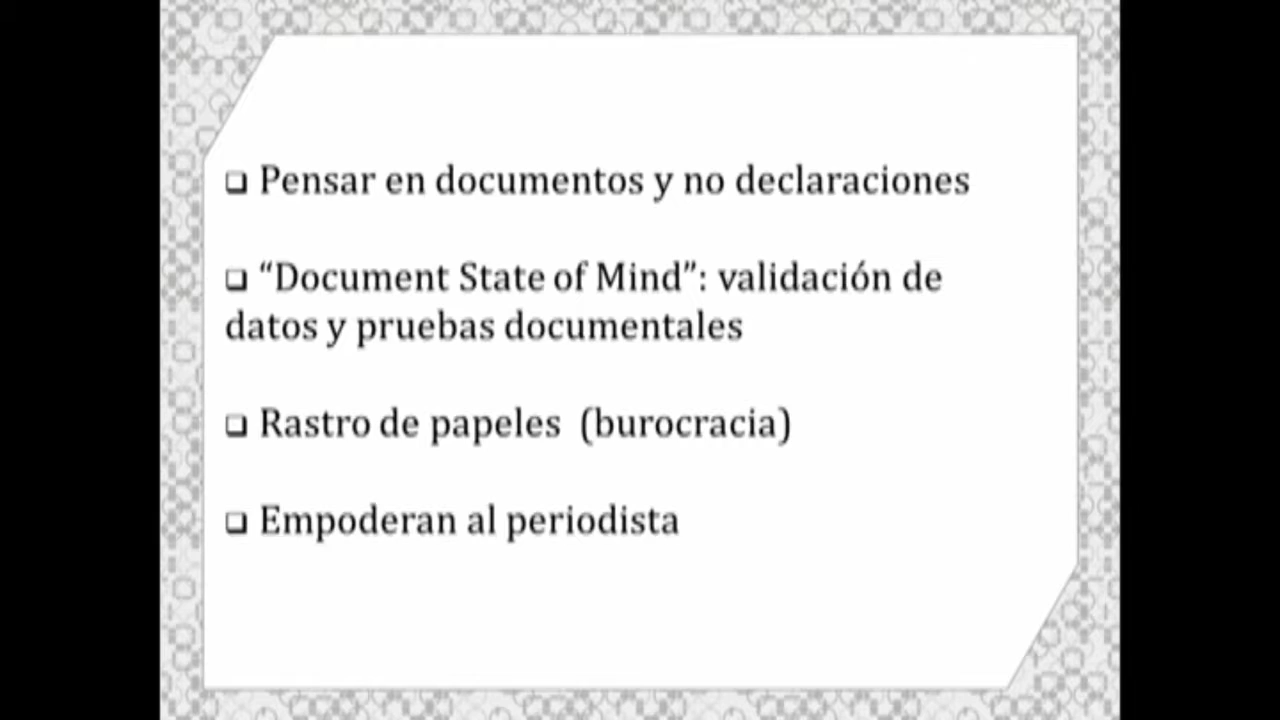 ❑ Pensar en documentos y no declaraciones
❑ “Document State of Mind”: validación de
datos y pruebas documentales
❑ Rastro de papeles (burocracia)
❑ Empoderan al periodista